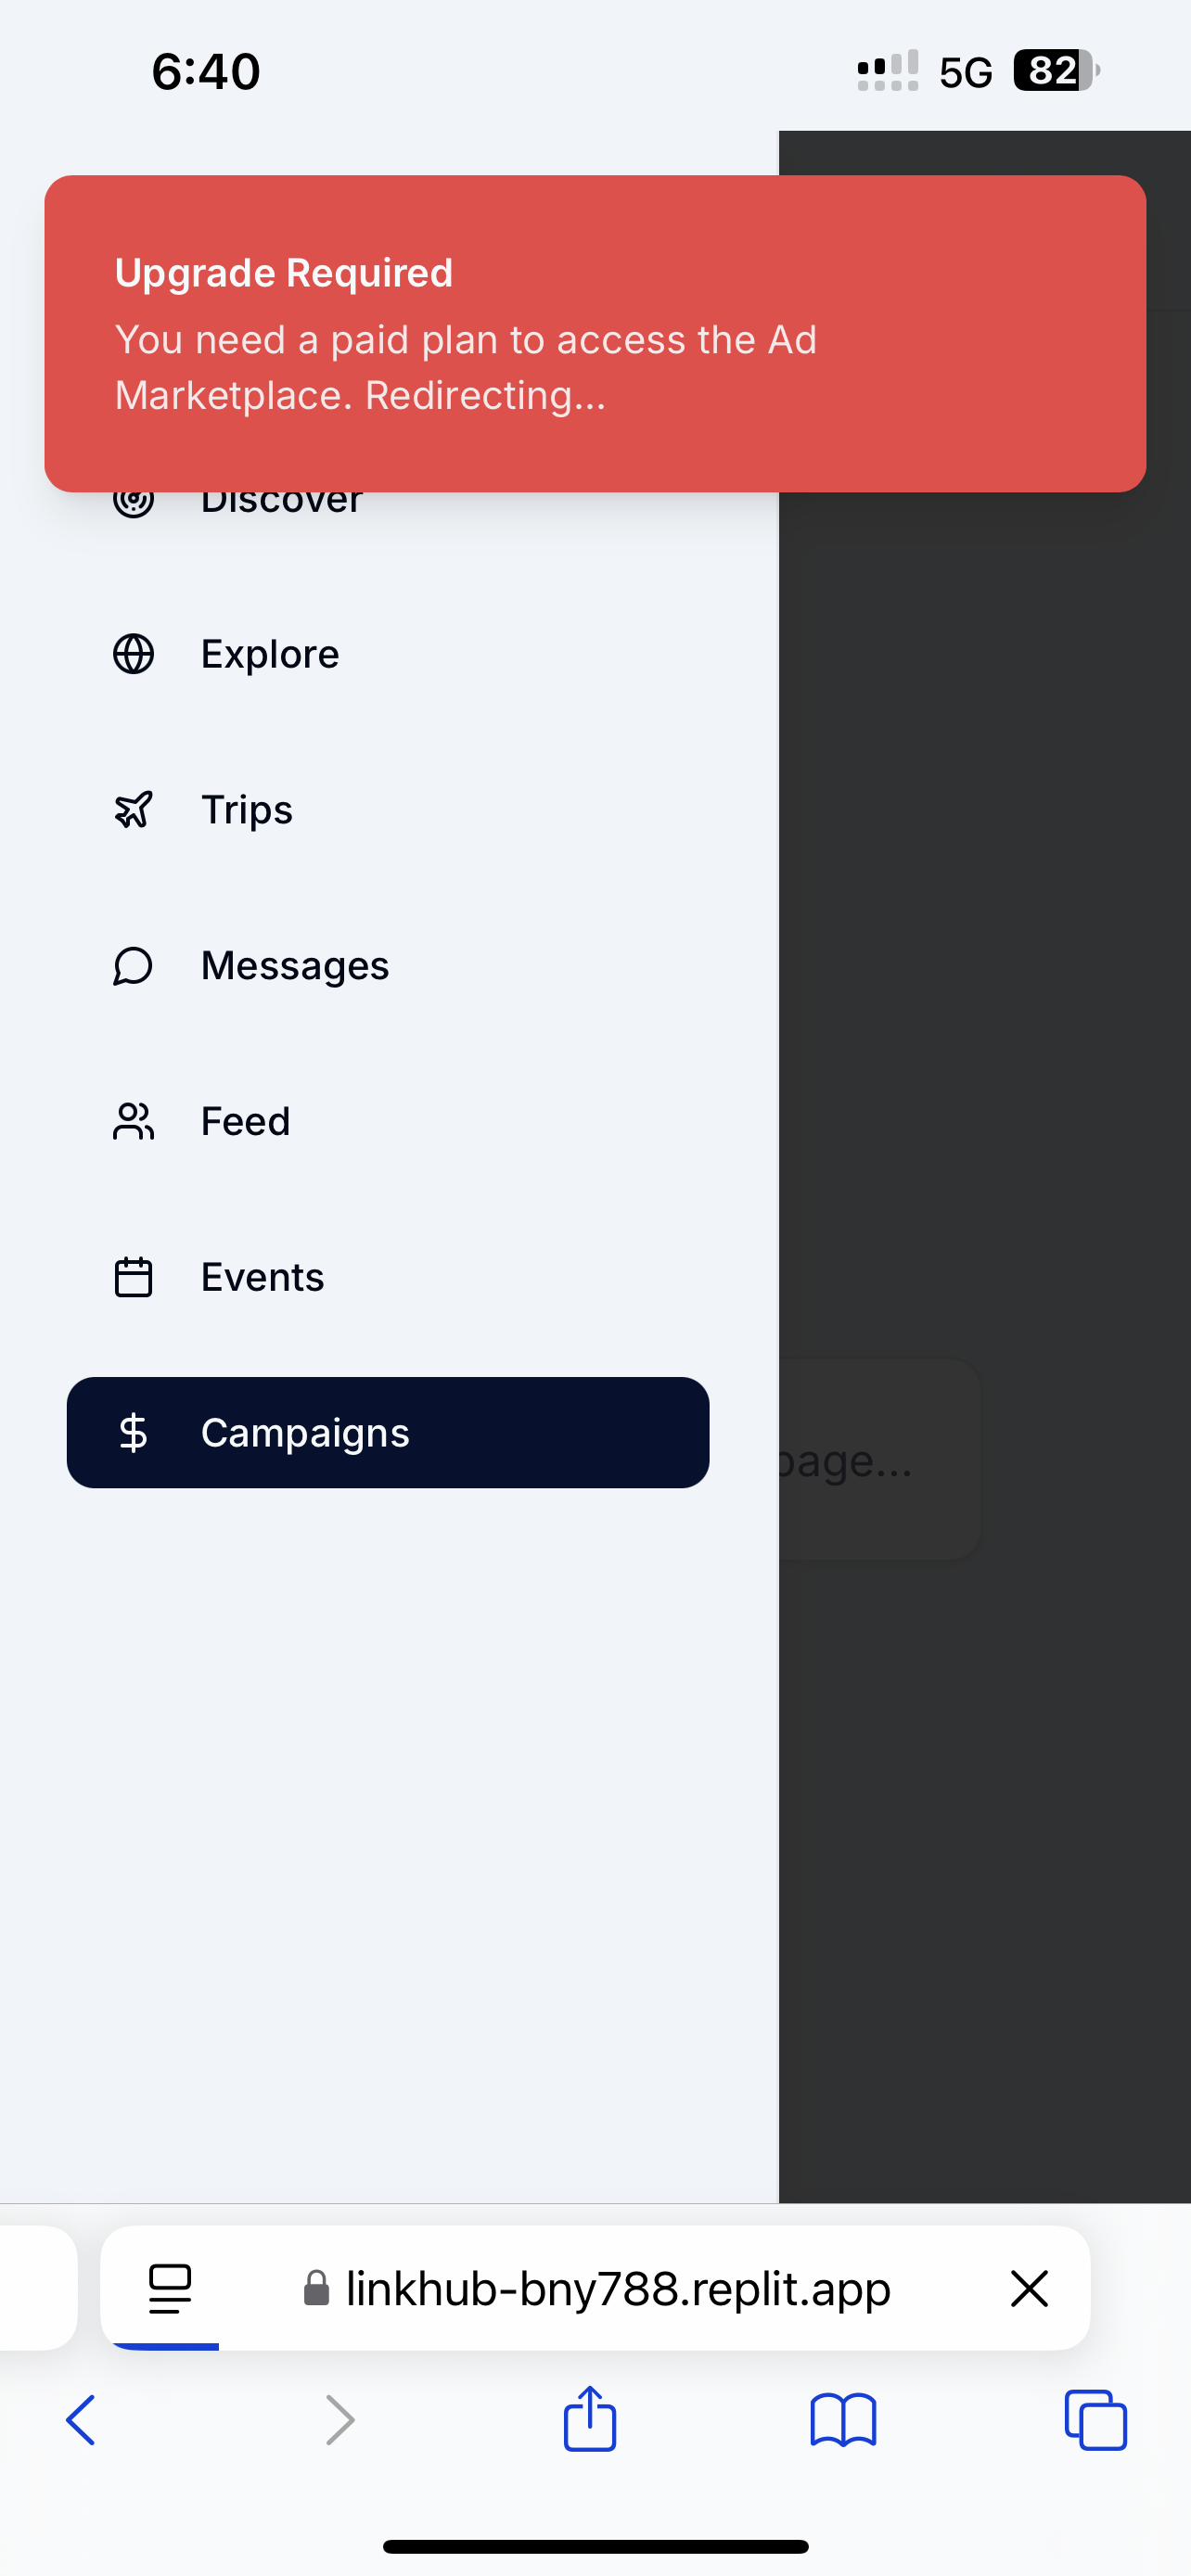 6:40
5G 82
Upgrade Required
You need a paid plan to access the Ad
Marketplace. Redirecting...
Discover
Explore
Trips
Messages
Feed
Events
Campaigns
page...
linkhub-bny788.replit.app